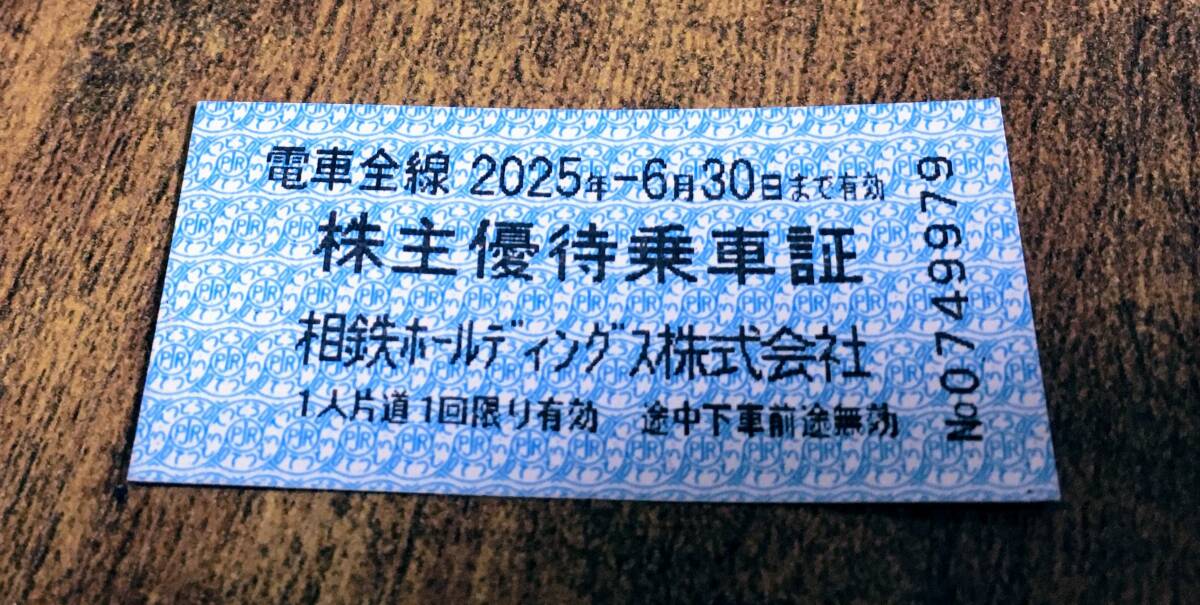 電車全線 2025年-6月30日まで有効
株主優待乗車証
相鉄ホールディングス株式会社
1人片道1回限り有効 途中下車前途無効
No0749979